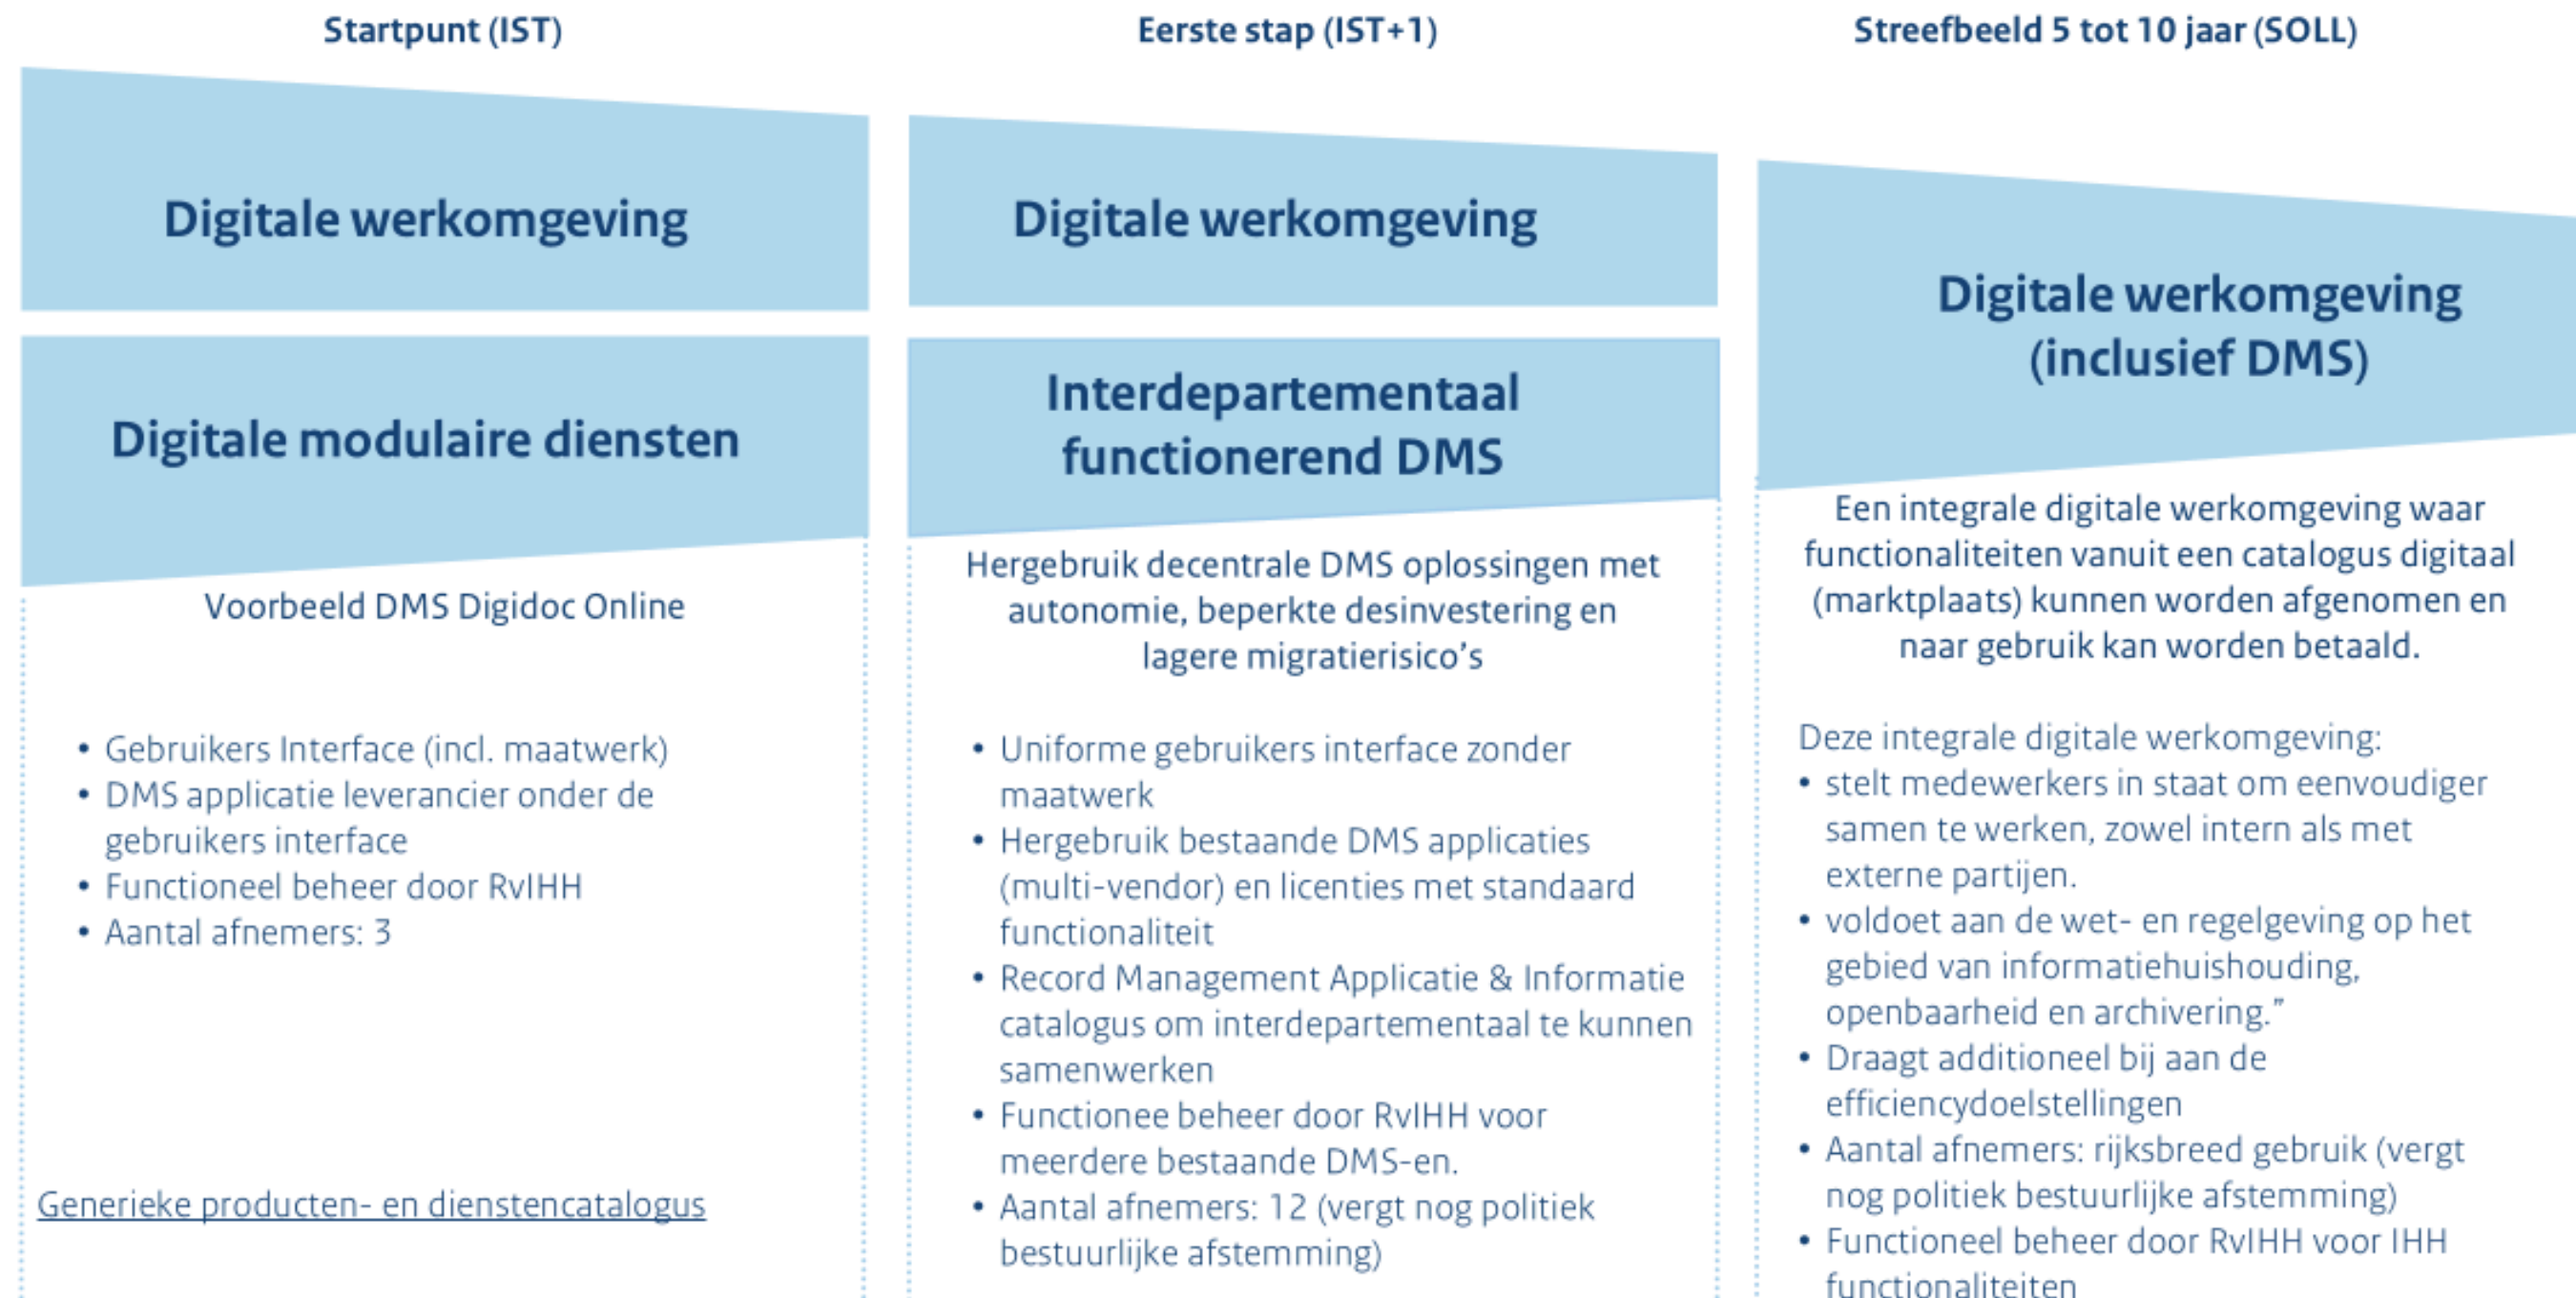 Startpunt (IST)
Digitale werkomgeving
Digitale modulaire diensten
Voorbeeld DMS Digidoc Online
• Gebruikers Interface (incl. maatwerk)
• DMS applicatie leverancier onder de
gebruikers interface
• Functioneel beheer door RvIHH
• Aantal afnemers: 3
Generieke producten- en dienstencatalogus
Eerste stap (IST+1)
Digitale werkomgeving
Interdepartementaal
functionerend DMS
Hergebruik decentrale DMS oplossingen met
autonomie, beperkte desinvestering en
lagere migratierisico’s
• Uniforme gebruikers interface zonder
maatwerk
• Hergebruik bestaande DMS applicaties
(multi-vendor) en licenties met standaard
functionaliteit
• Record Management Applicatie & Informatie
catalogus om interdepartementaal te kunnen
samenwerken
• Functionee beheer door RvIHH voor
meerdere bestaande DMS-en.
• Aantal afnemers: 12 (vergt nog politiek
bestuurlijke afstemming)
Streefbeeld 5 tot 10 jaar (SOLL)
Digitale werkomgeving
(inclusief DMS)
Een integrale digitale werkomgeving waar
functionaliteiten vanuit een catalogus digitaal
(marktplaats) kunnen worden afgenomen en
naar gebruik kan worden betaald.
Deze integrale digitale werkomgeving:
• stelt medewerkers in staat om eenvoudiger
samen te werken, zowel intern als met
externe partijen.
• voldoet aan de wet- en regelgeving op het
gebied van informatiehuishouding,
openbaarheid en archivering.”
• Draagt additioneel bij aan de
efficiencydoelstellingen
• Aantal afnemers: rijksbreed gebruik (vergt
nog politiek bestuurlijke afstemming)
• Functioneel beheer door RvIHH voor IHH
functionaliteiten